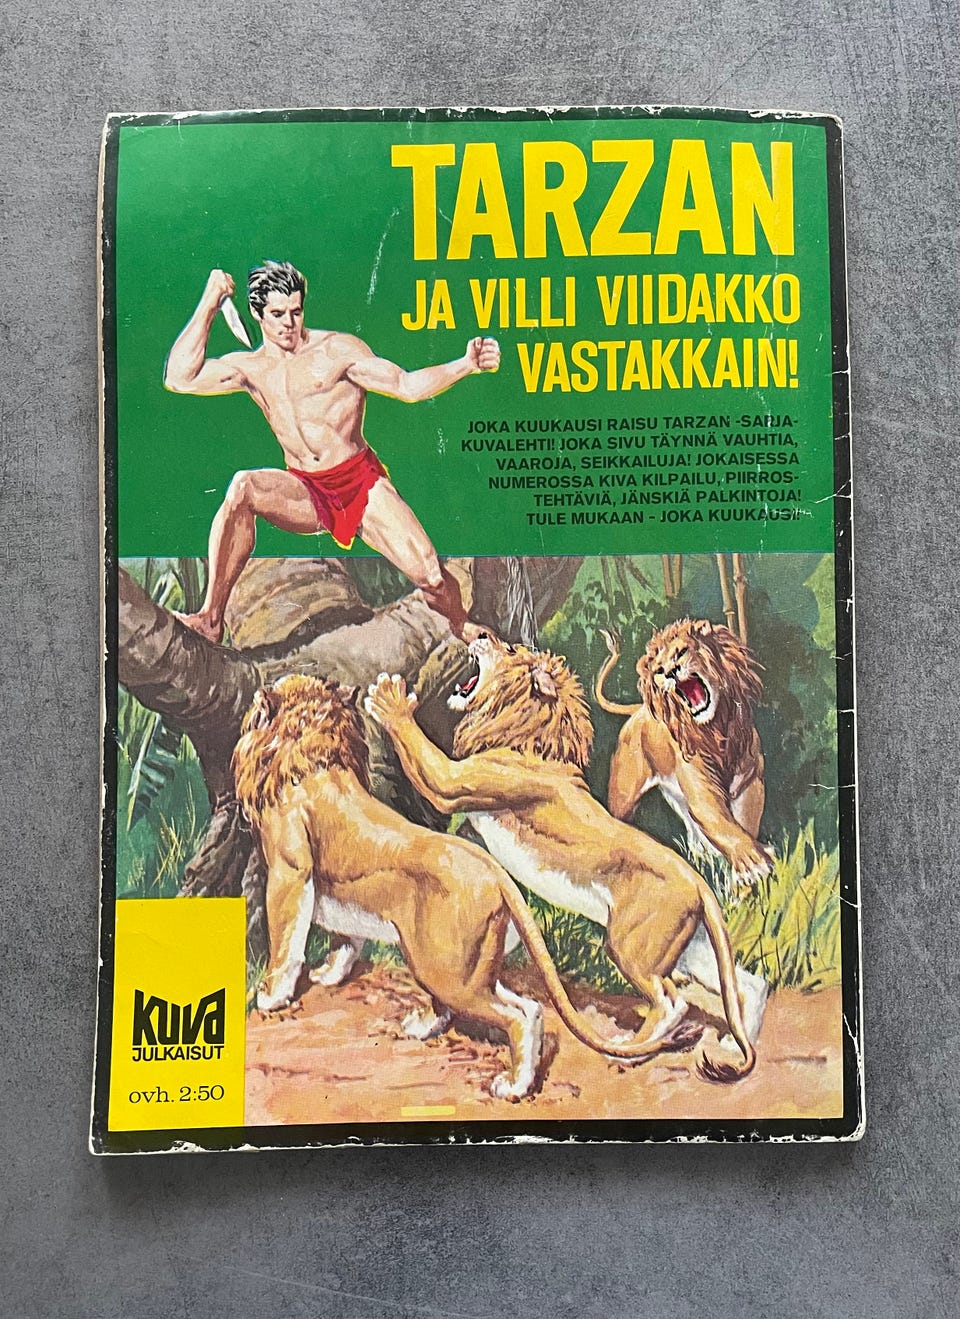 TARZAN
JA VILLI VIIDAKKO
VASTAKKAIN!
JOKA KUUKAUSI RAISU TARZAN -SARJA-
KUVALEHTI! JOKA SIVU TÄYNNÄ VAUHTIA,
VAAROJA, SEIKKAILUJA! JOKAISESSA
NUMEROSSA KIVA KILPAILU, PIIRROS-
TEHTÄVIÄ, JÄNSKIÄ PALKINTOJA!
TULE MUKAAN - JOKA KUUKAUSI!
KUVA
JULKAISUT
ovh. 2:50